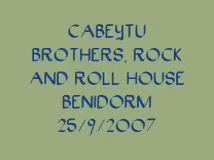 CABEYTU
BROTHERS, ROCK
AND ROLL HOUSE
BENIDORM
25/9/2007